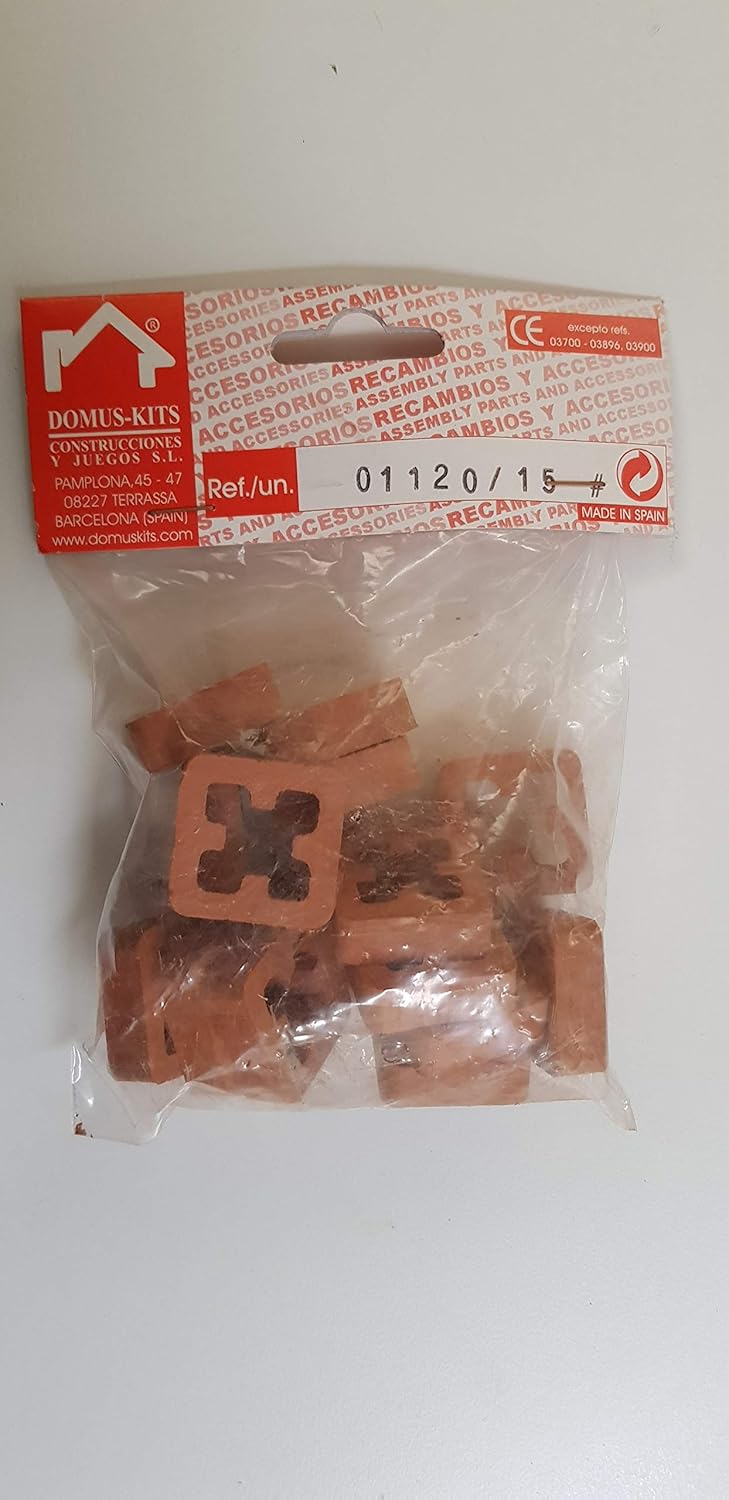 ®
DOMUS-KITS
CONSTRUCCIONES
Y JUEGOS S.L.
PAMPLONA,45 - 47
08227 TERRASSA
BARCELONA (SPAIN)
www.domuskits.com
RECAMBIOS Y ACCESORIOS
ASSEMBLY PARTS AND ACCESSORIES
CE
excepto refs.
03700 - 03896, 03900
Ref./un.
01120/15 #
MADE IN SPAIN